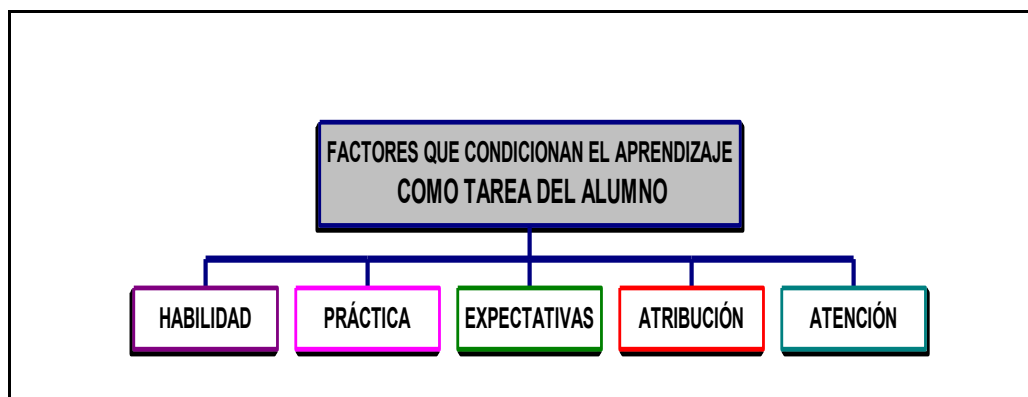 FACTORES QUE CONDICIONAN EL APRENDIZAJE
COMO TAREA DEL ALUMNO
HABILIDAD
PRÁCTICA
EXPECTATIVAS
ATRIBUCIÓN
ATENCIÓN